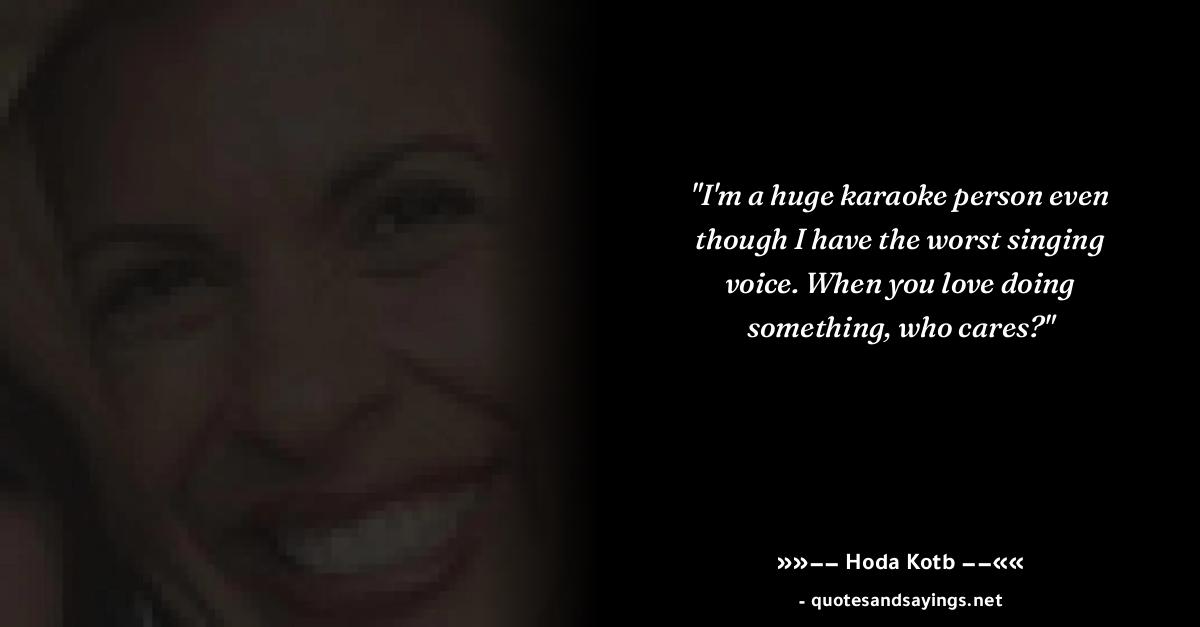 "I'm a huge karaoke person even
though I have the worst singing
voice. When you love doing
something, who cares?"
»»−− Hoda Kotb −−««
- quotesandsayings.net